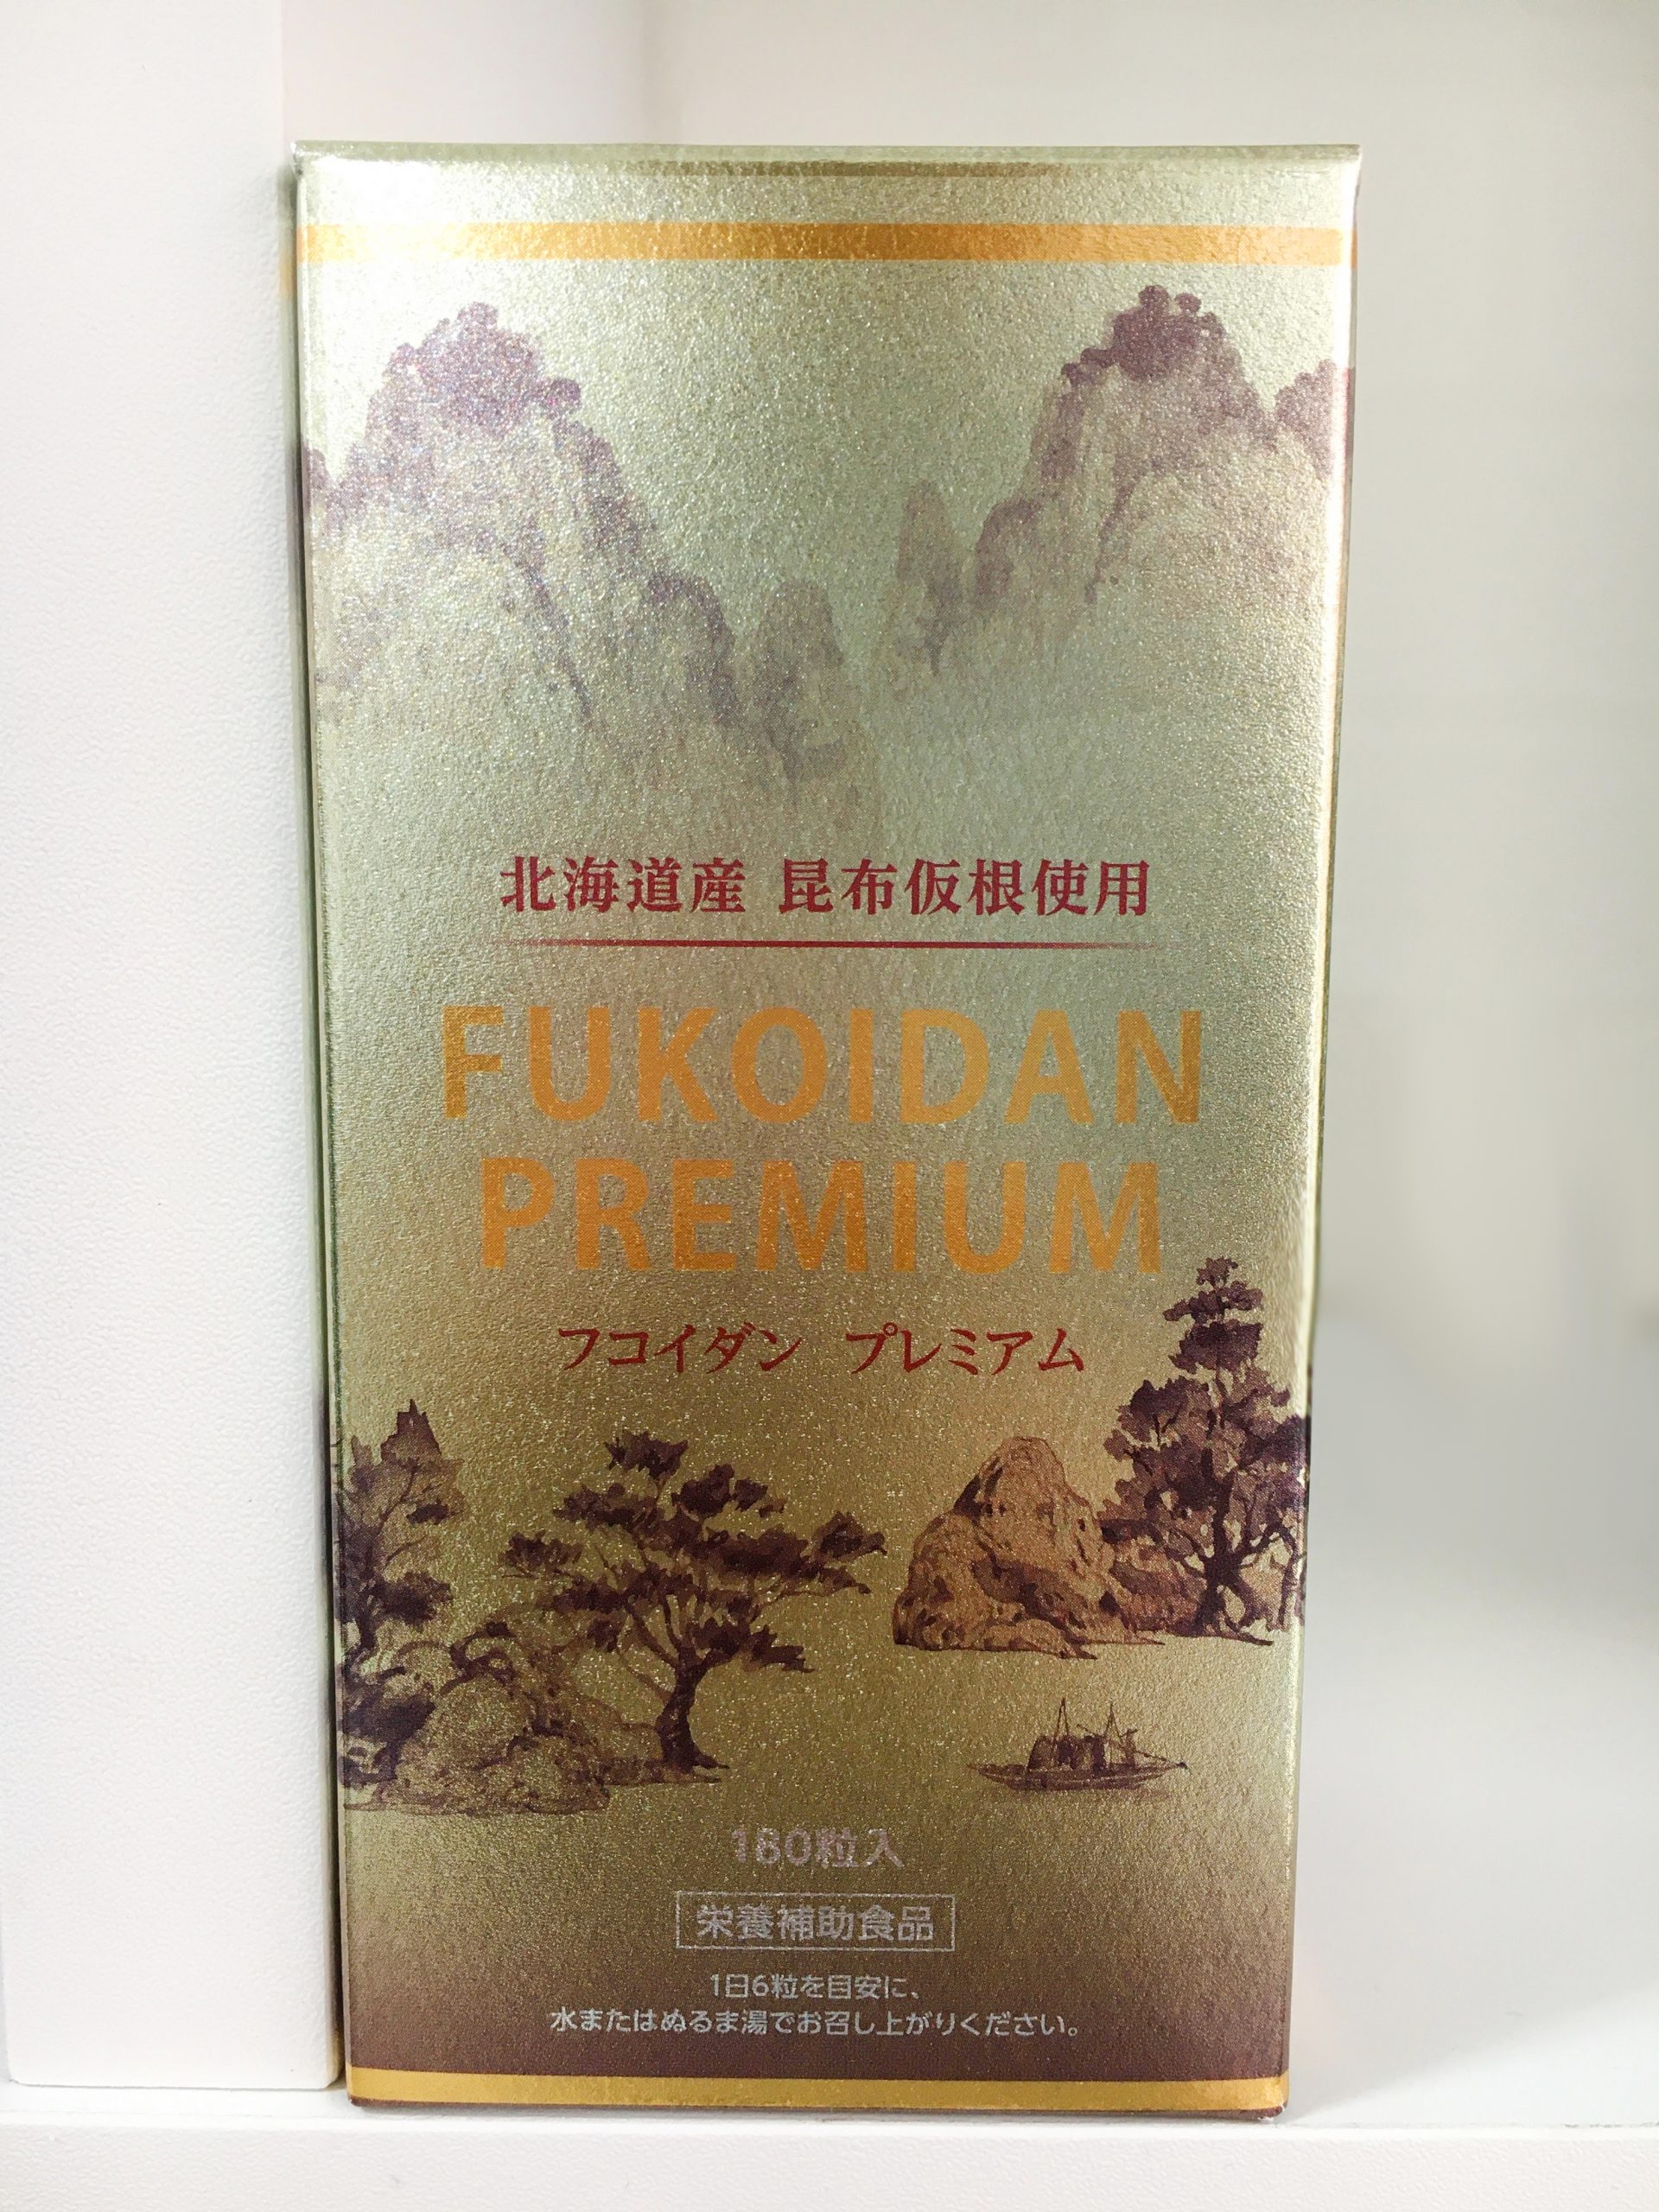 北海道産 昆布仮根使用
FUKOIDAN
PREMIUM
フコイダン プレミアム
180粒入
栄養補助食品
1日6粒を目安に、
水またはぬるま湯でお召し上がりください。